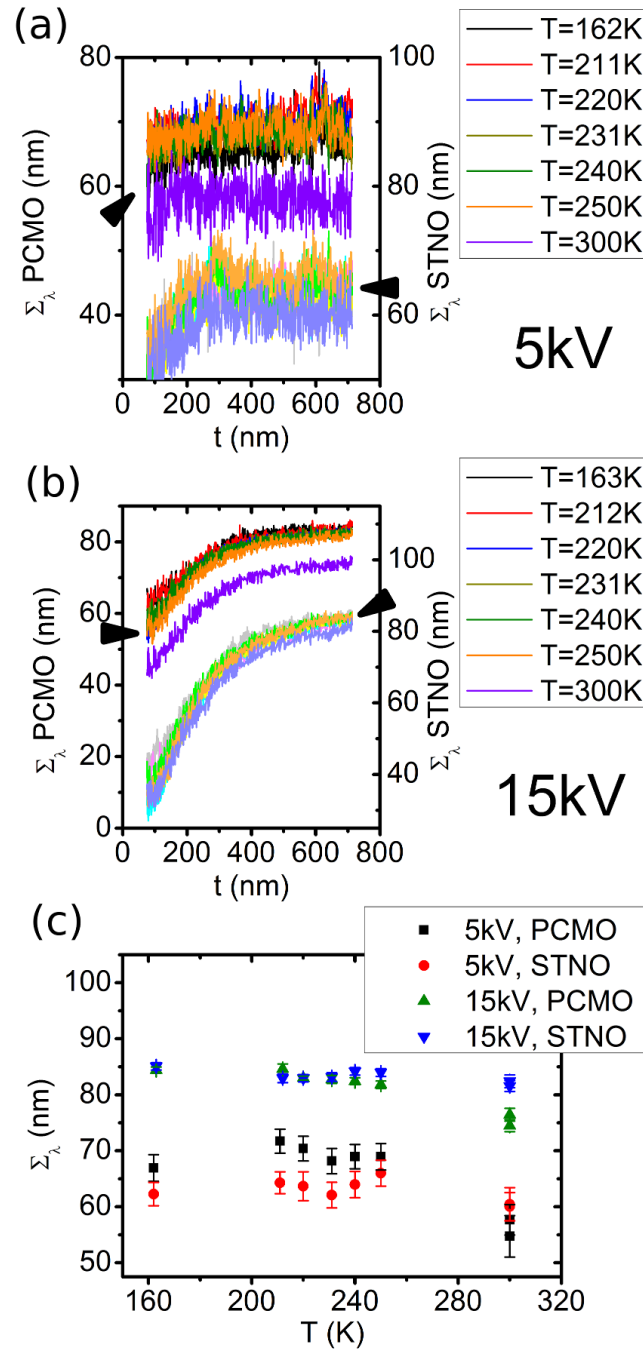 (a)
80
60
40
Σλ PCMO (nm)
100
80
60
Σλ STNO (nm)
0 200 400 600 800
t (nm)
T=162K
T=211K
T=220K
T=231K
T=240K
T=250K
T=300K
5kV
(b)
80
60
40
20
0
Σλ PCMO (nm)
100
80
60
40
Σλ STNO (nm)
0 200 400 600 800
t (nm)
T=163K
T=212K
T=220K
T=231K
T=240K
T=250K
T=300K
15kV
(c)
5kV, PCMO
5kV, STNO
15kV, PCMO
15kV, STNO
100
90
80
70
60
50
Σλ (nm)
160 200 240 280 320
T (K)